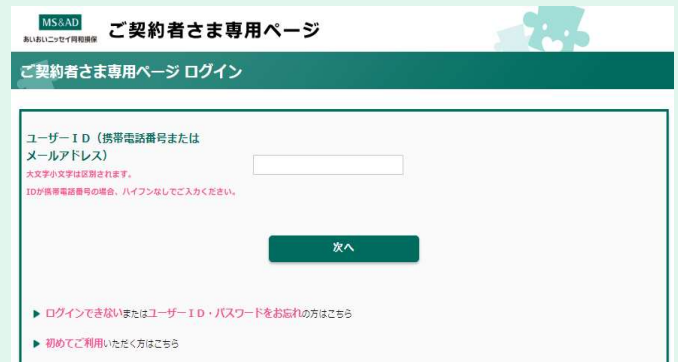 MS&AD
あいおいニッセイ同和損保
ご契約者さま専用ページ
ご契約者さま専用ページ ログイン
ユーザーＩＤ（携帯電話番号または
メールアドレス）
大文字小文字は区別されます。
IDが携帯電話番号の場合、ハイフンなしでご入力ください。
次へ
▶ ログインできないまたはユーザーＩＤ・パスワードをお忘れの方はこちら
▶ 初めてご利用いただく方はこちら